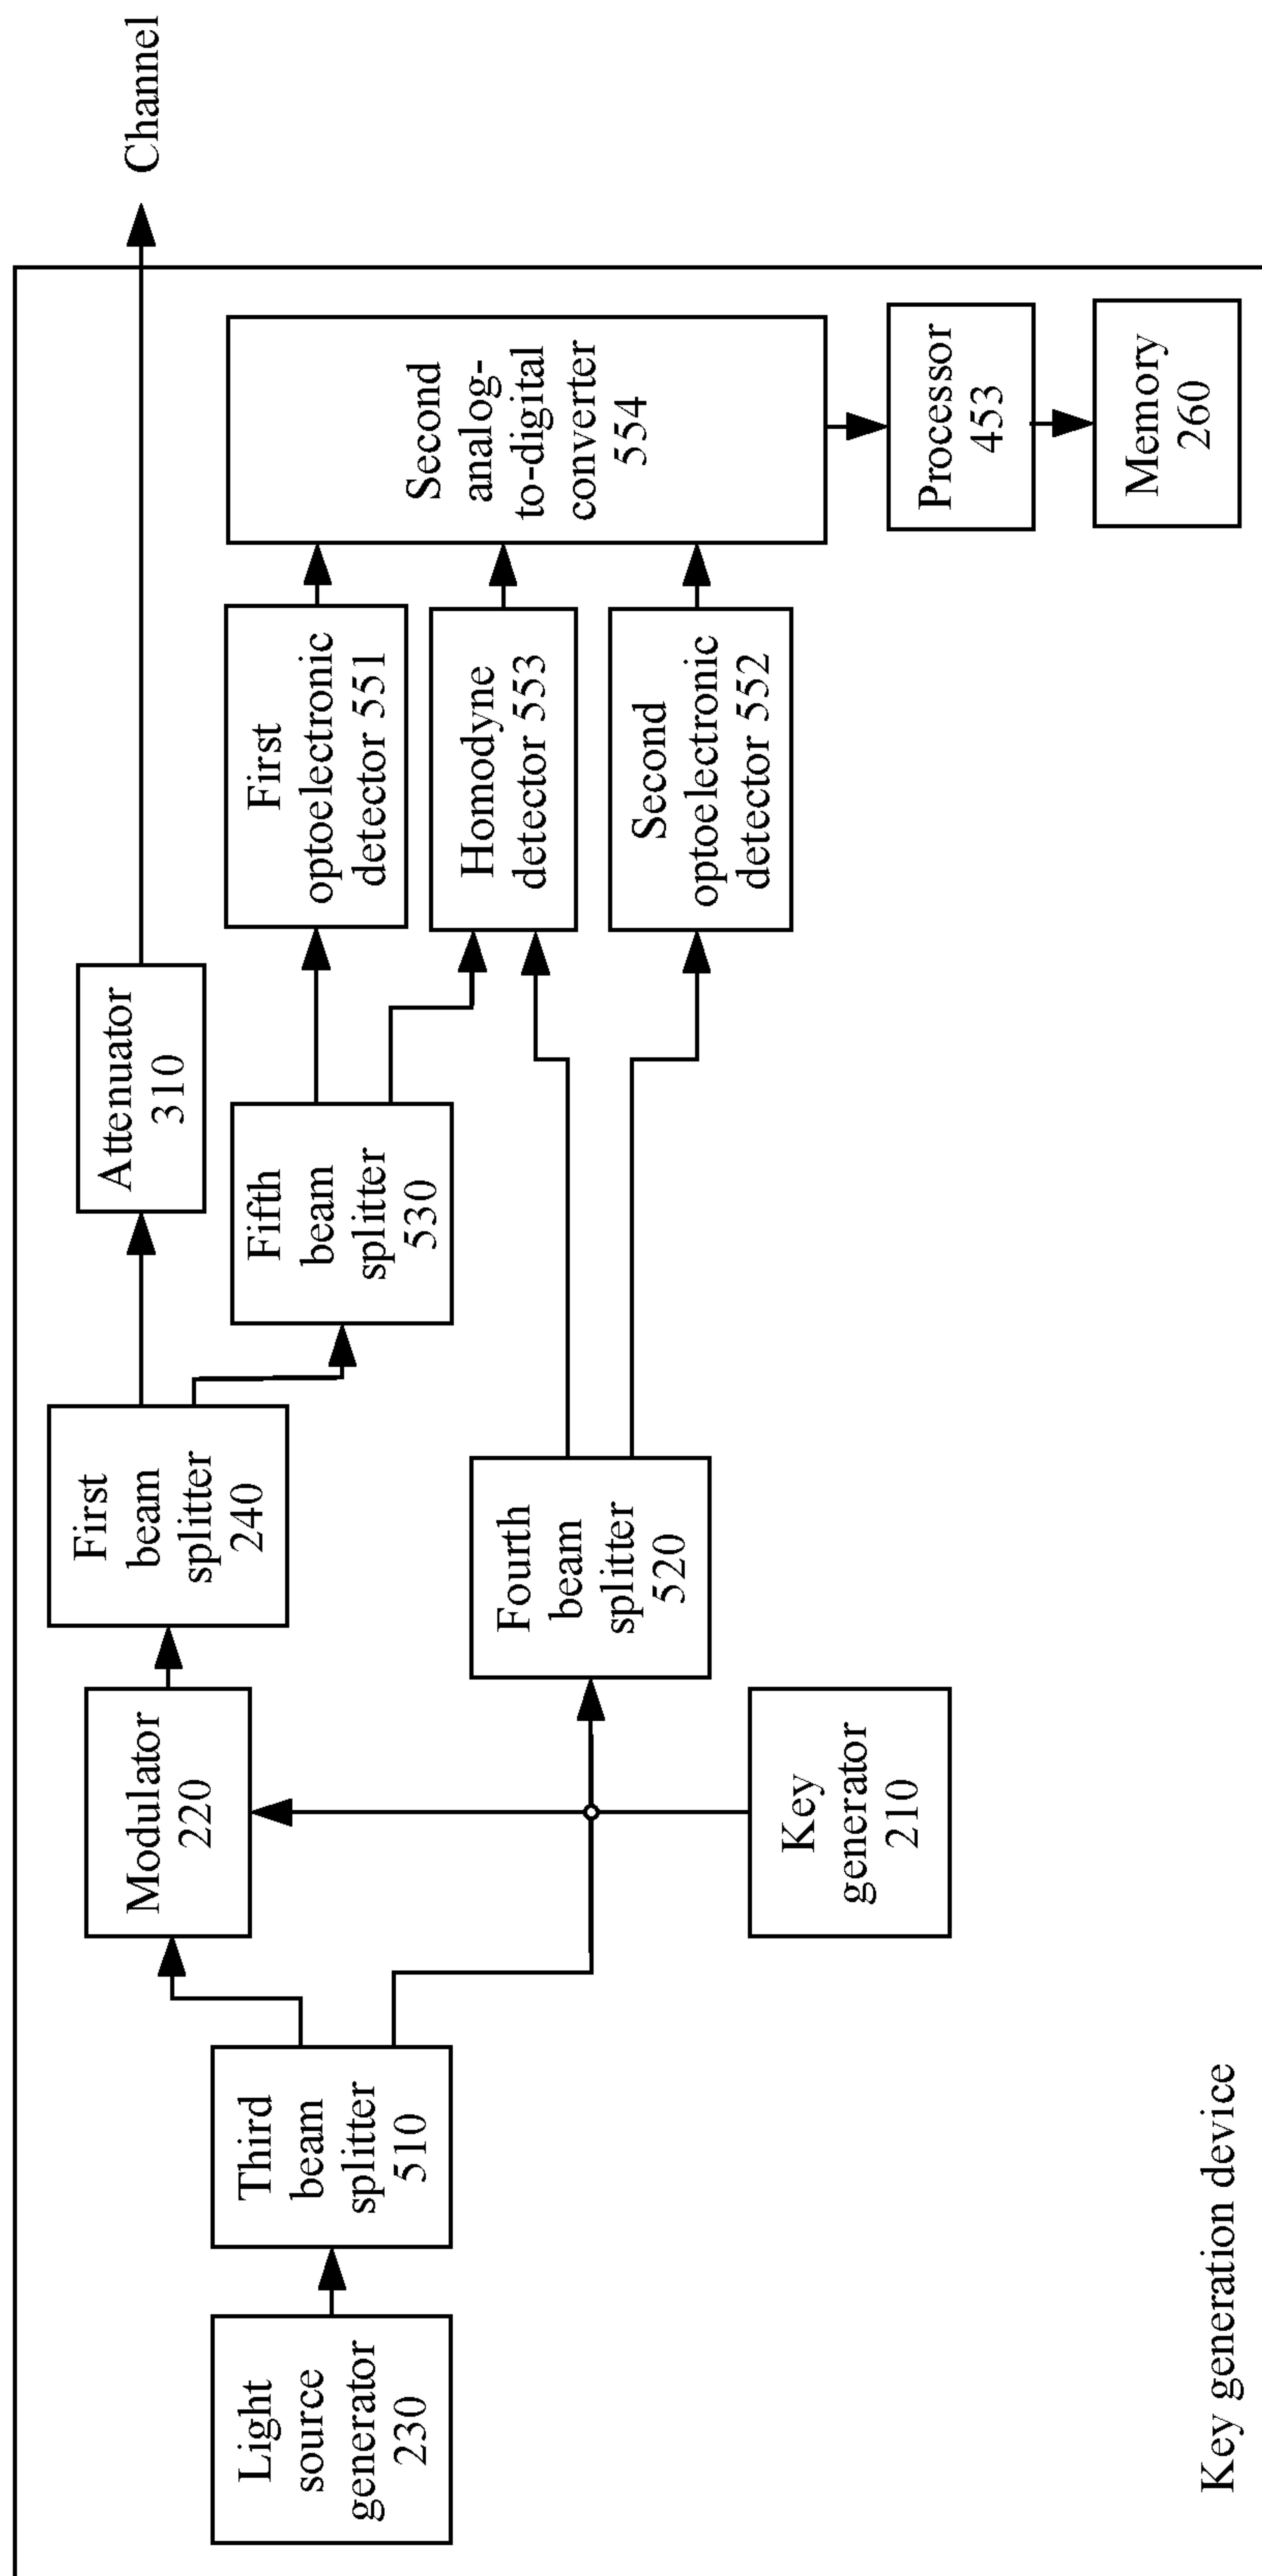 Channel
Attenuator
310
First
beam
splitter
240
Modulator
220
Third
beam
splitter
510
Light
source
generator
230
Fifth
beam
splitter
530
First
optoelectronic
detector 551
Homodyne
detector 553
Second
optoelectronic
detector 552
Second
analog-
to-digital
converter
554
Fourth
beam
splitter
520
Key
generator
210
Processor
453
Memory
260
Key generation device